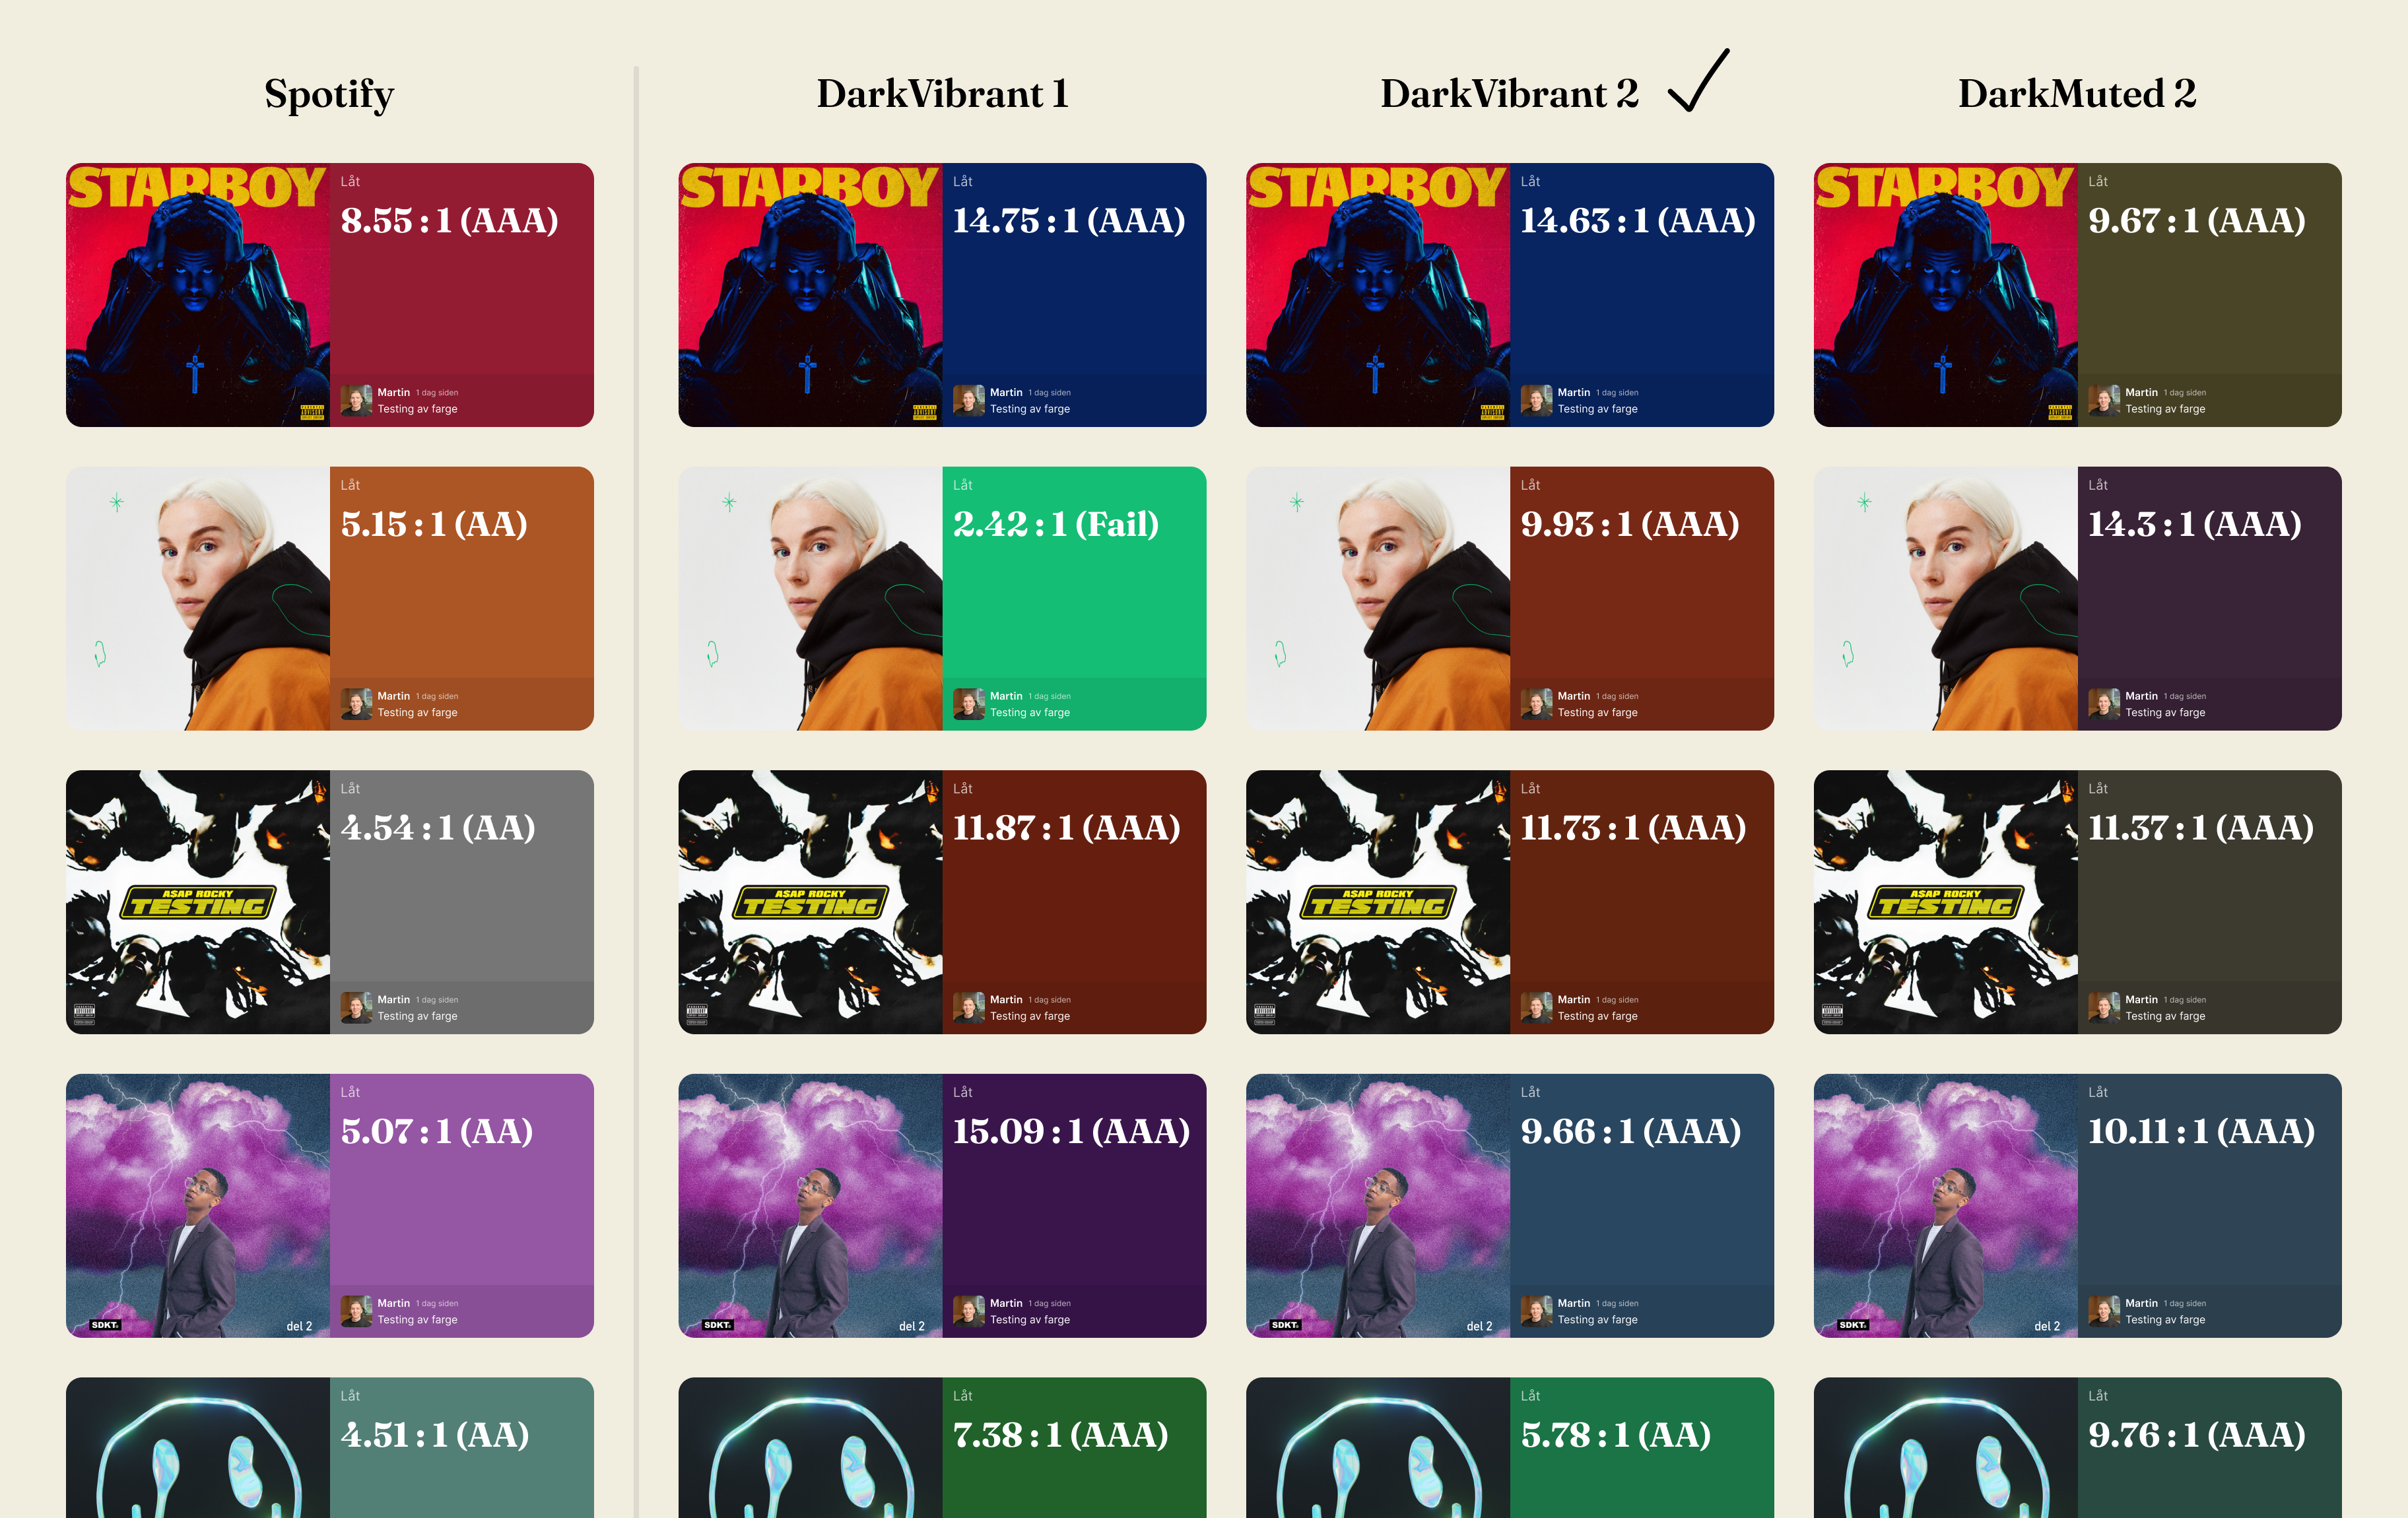 Spotify
DarkVibrant 1
DarkVibrant 2
DarkMuted 2
STARBOY
Låt
8.55 : 1 (AAA)
Martin 1 dag siden
Testing av farge
STARBOY
Låt
14.75 : 1 (AAA)
Martin 1 dag siden
Testing av farge
STARBOY
Låt
14.63 : 1 (AAA)
Martin 1 dag siden
Testing av farge
STARBOY
Låt
9.67 : 1 (AAA)
Martin 1 dag siden
Testing av farge
Låt
5.15 : 1 (AA)
Martin 1 dag siden
Testing av farge
Låt
2.42 : 1 (Fail)
Martin 1 dag siden
Testing av farge
Låt
9.93 : 1 (AAA)
Martin 1 dag siden
Testing av farge
Låt
14.3 : 1 (AAA)
Martin 1 dag siden
Testing av farge
ASAP ROCKY
TESTING
Låt
4.54 : 1 (AA)
Martin 1 dag siden
Testing av farge
ASAP ROCKY
TESTING
Låt
11.87 : 1 (AAA)
Martin 1 dag siden
Testing av farge
ASAP ROCKY
TESTING
Låt
11.73 : 1 (AAA)
Martin 1 dag siden
Testing av farge
ASAP ROCKY
TESTING
Låt
11.37 : 1 (AAA)
Martin 1 dag siden
Testing av farge
SDKT.
del 2
Låt
5.07 : 1 (AA)
Martin 1 dag siden
Testing av farge
SDKT.
del 2
Låt
15.09 : 1 (AAA)
Martin 1 dag siden
Testing av farge
SDKT.
del 2
Låt
9.66 : 1 (AAA)
Martin 1 dag siden
Testing av farge
SDKT.
del 2
Låt
10.11 : 1 (AAA)
Martin 1 dag siden
Testing av farge
Låt
4.51 : 1 (AA)
Låt
7.38 : 1 (AAA)
Låt
5.78 : 1 (AA)
Låt
9.76 : 1 (AAA)